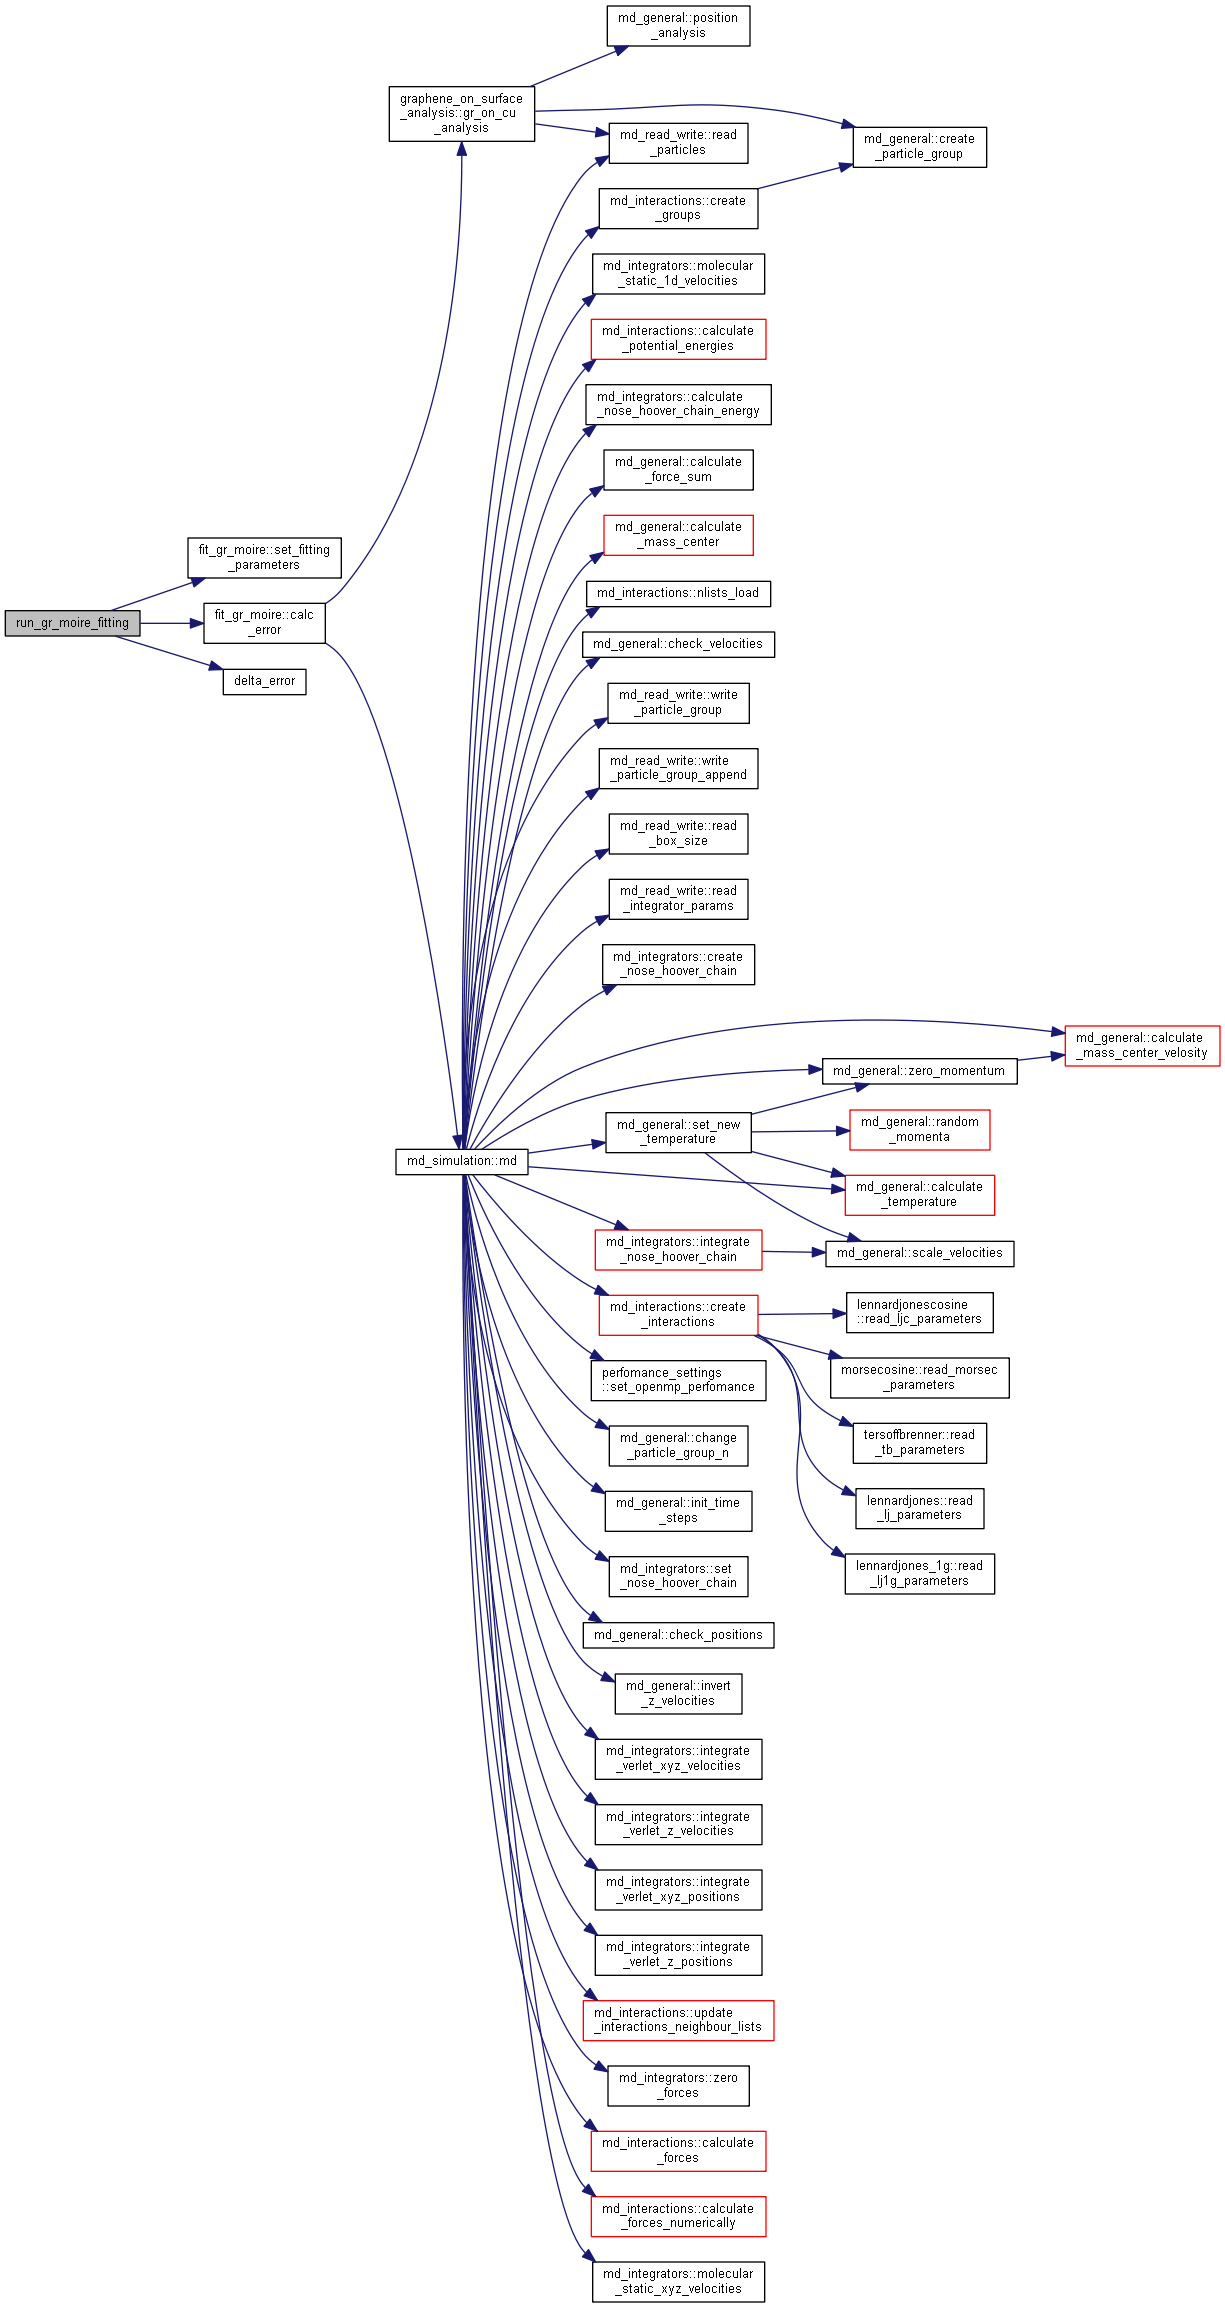 md_general::position
_analysis
graphene_on_surface
_analysis::gr_on_cu
_analysis
md_read_write::read
_particles
md_general::create
_particle_group
md_interactions::create
_groups
md_integrators::molecular
_static_1d_velocities
md_interactions::calculate
_potential_energies
md_integrators::calculate
_nose_hoover_chain_energy
md_general::calculate
_force_sum
md_general::calculate
_mass_center
fit_gr_moire::set_fitting
_parameters
md_interactions::nlists_load
run_gr_moire_fitting
fit_gr_moire::calc
_error
md_general::check_velocities
delta_error
md_read_write::write
_particle_group
md_read_write::write
_particle_group_append
md_read_write::read
_box_size
md_read_write::read
_integrator_params
md_integrators::create
_nose_hoover_chain
md_general::calculate
_mass_center_velosity
md_general::zero_momentum
md_general::set_new
_temperature
md_general::random
_momenta
md_simulation::md
md_general::calculate
_temperature
md_integrators::integrate
_nose_hoover_chain
md_general::scale_velocities
md_interactions::create
_interactions
lennardjonescosine
::read_ljc_parameters
perfomance_settings
::set_openmp_perfomance
morsecosine::read_morsec
_parameters
md_general::change
_particle_group_n
tersoffbrenner::read
_tb_parameters
md_general::init_time
_steps
lennardjones::read
_lj_parameters
md_integrators::set
_nose_hoover_chain
lennardjones_1g::read
_lj1g_parameters
md_general::check_positions
md_general::invert
_z_velocities
md_integrators::integrate
_verlet_xyz_velocities
md_integrators::integrate
_verlet_z_velocities
md_integrators::integrate
_verlet_xyz_positions
md_integrators::integrate
_verlet_z_positions
md_interactions::update
_interactions_neighbour_lists
md_integrators::zero
_forces
md_interactions::calculate
_forces
md_interactions::calculate
_forces_numerically
md_integrators::molecular
_static_xyz_velocities